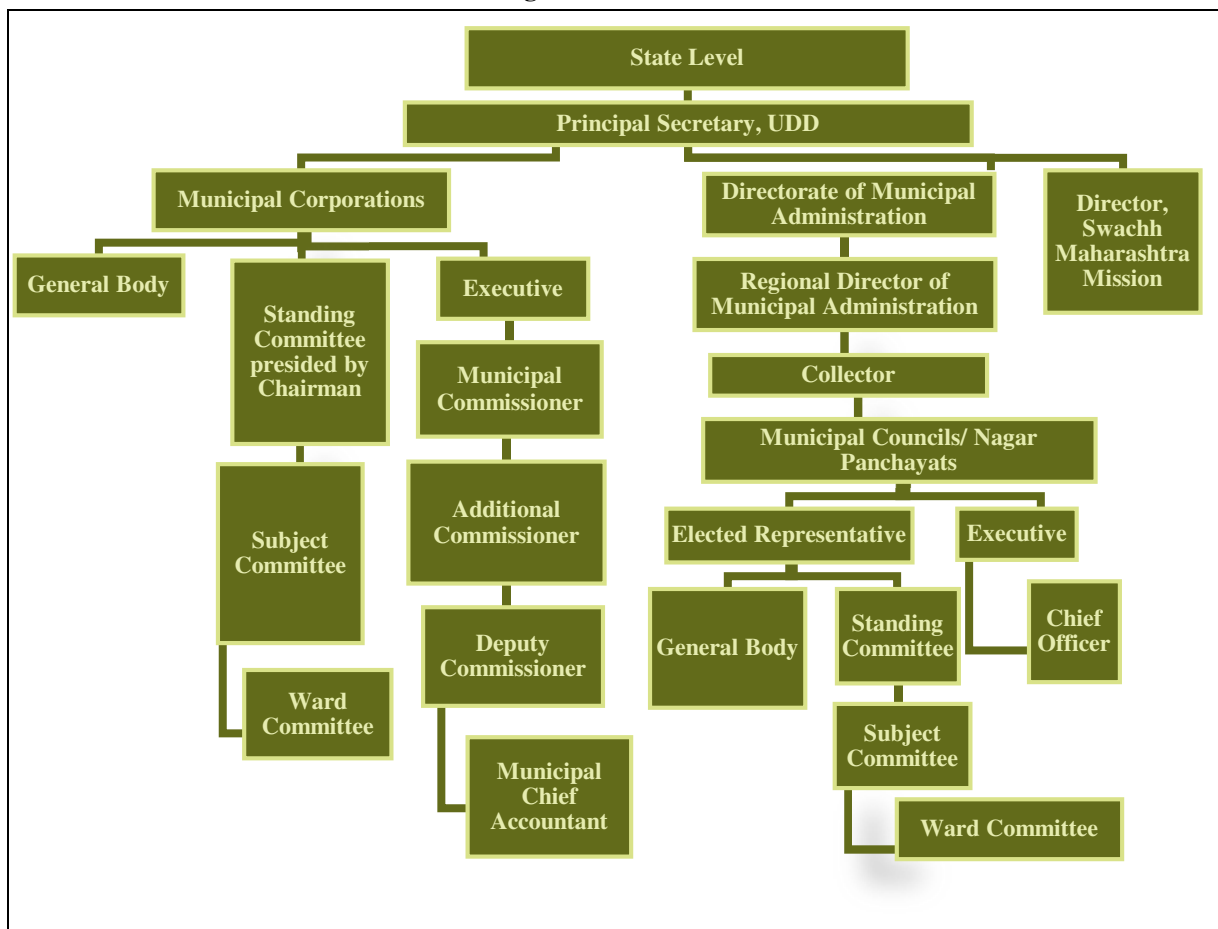 State Level
Principal Secretary, UDD
Municipal Corporations
Directorate of Municipal
Administration
Director,
Swachh
Maharashtra
Mission
General Body
Standing
Committee
presided by
Chairman
Executive
Regional Director of
Municipal Administration
Municipal
Commissioner
Collector
Municipal Councils/ Nagar
Panchayats
Subject
Committee
Additional
Commissioner
Elected Representative
Executive
Deputy
Commissioner
General Body
Standing
Committee
Chief
Officer
Ward
Committee
Subject
Committee
Municipal
Chief
Accountant
Ward Committee